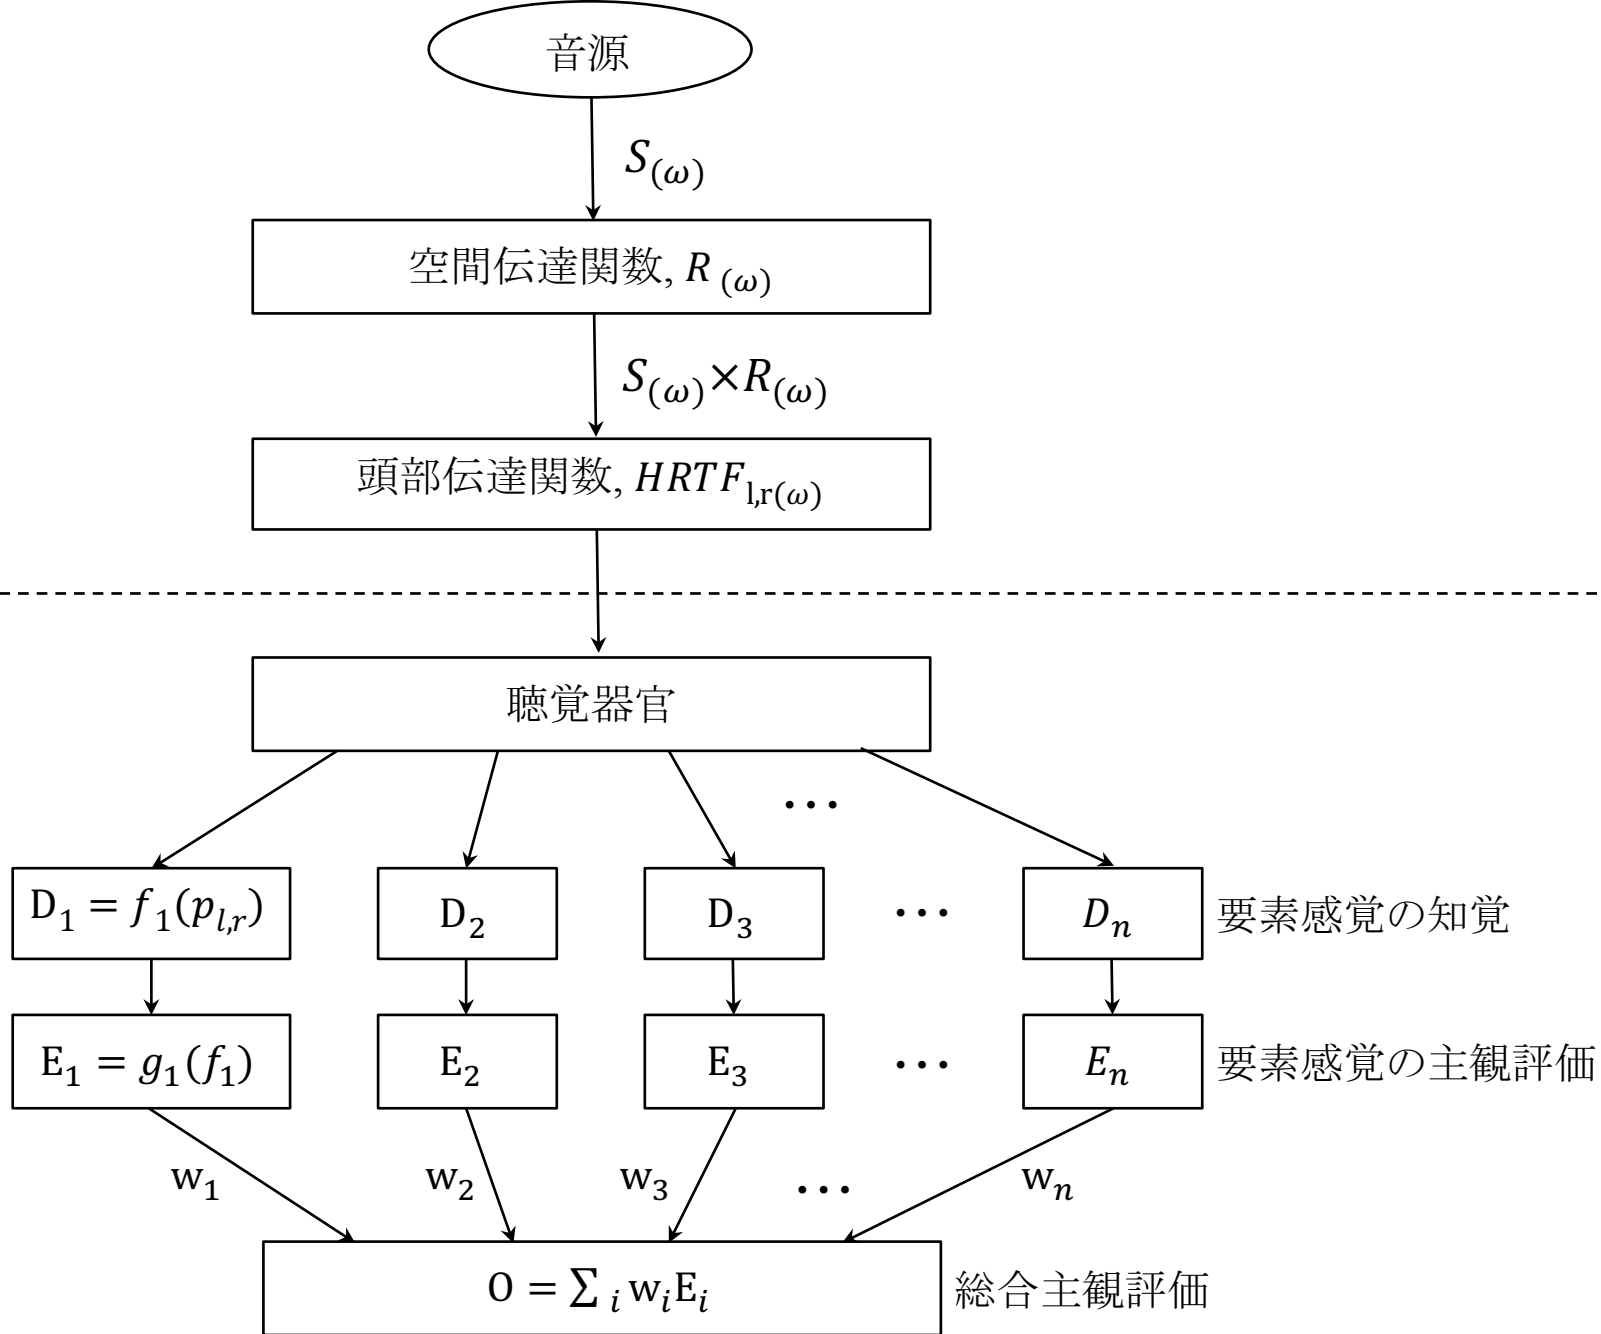 音源
S(ω)
空間伝達関数, R (ω)
S(ω)×R(ω)
頭部伝達関数, HRTFl,r(ω)
聴覚器官
…
D1 = f1(pl,r) D2 D3 … Dn 要素感覚の知覚
E1 = g1(f1) E2 E3 … En 要素感覚の主観評価
w1 w2 w3 … wn
O = ∑ i wiEi 総合主観評価